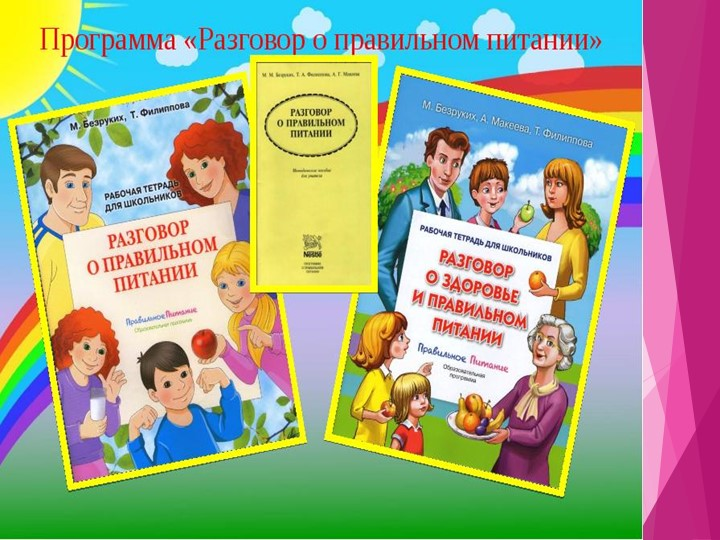 Программа «Разговор о правильном питании»
М. Безруких, Т. Филиппова
РАБОЧАЯ ТЕТРАДЬ
ДЛЯ ШКОЛЬНИКОВ
РАЗГОВОР
О ПРАВИЛЬНОМ
ПИТАНИИ
Правильное Питание
Образовательная программа
М. М. Безруких, Т. А. Филиппова, А. Г. Макеева
РАЗГОВОР
О ПРАВИЛЬНОМ
ПИТАНИИ
Методическое пособие
для учителя
Nestlé
М. Безруких, А. Макеева, Т. Филиппова
РАБОЧАЯ ТЕТРАДЬ ДЛЯ ШКОЛЬНИКОВ
РАЗГОВОР
О ЗДОРОВЬЕ
И ПРАВИЛЬНОМ
ПИТАНИИ
Правильное Питание
Образовательная
программа